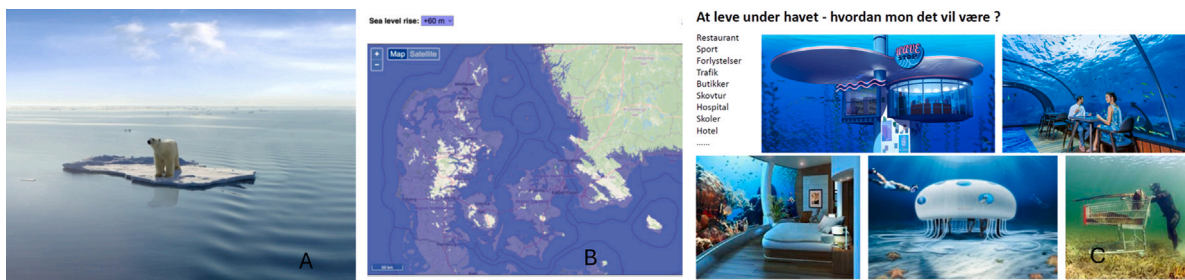 A
Sea level rise: +60 m
+
Map Satellite
−
B
At leve under havet - hvordan mon det vil være ?
Restaurant
Sport
Forlystelser
Trafik
Butikker
Skovtur
Hospital
Skoler
Hotel
......
C